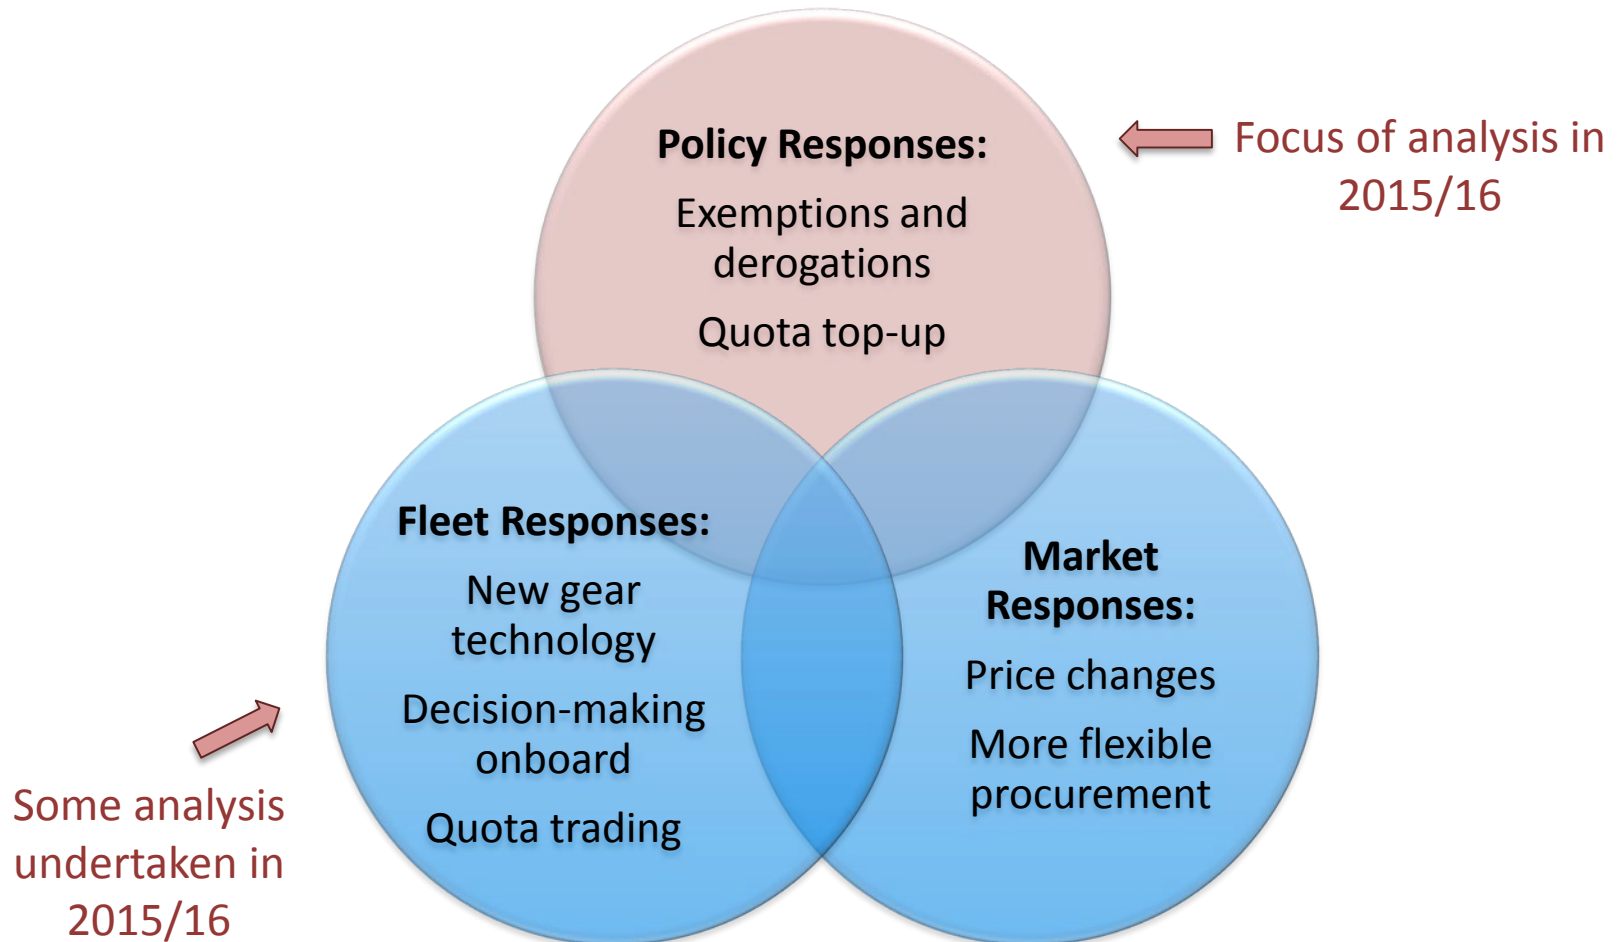 Policy Responses:
Exemptions and
derogations
Quota top-up
Focus of analysis in
2015/16
Fleet Responses:
New gear
technology
Decision-making
onboard
Quota trading
Market
Responses:
Price changes
More flexible
procurement
Some analysis
undertaken in
2015/16